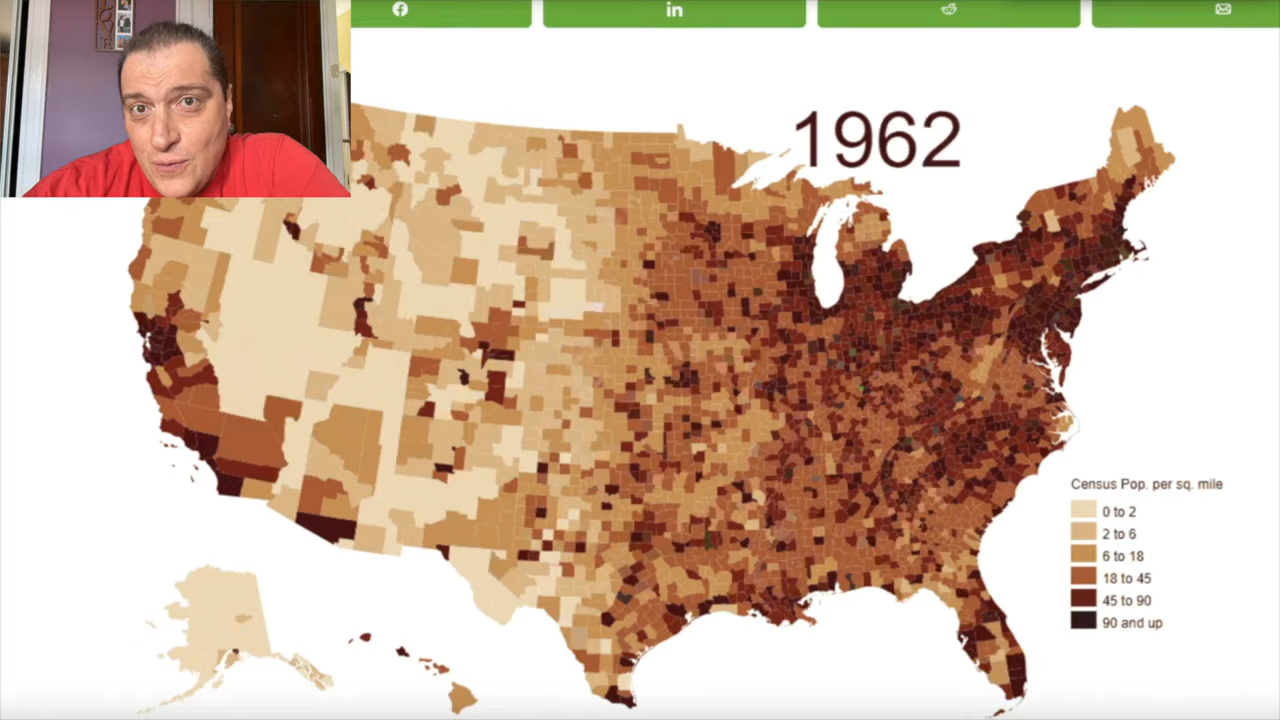 LOVE
1962
Census Pop. per sq. mile
0 to 2
2 to 6
6 to 18
18 to 45
45 to 90
90 and up